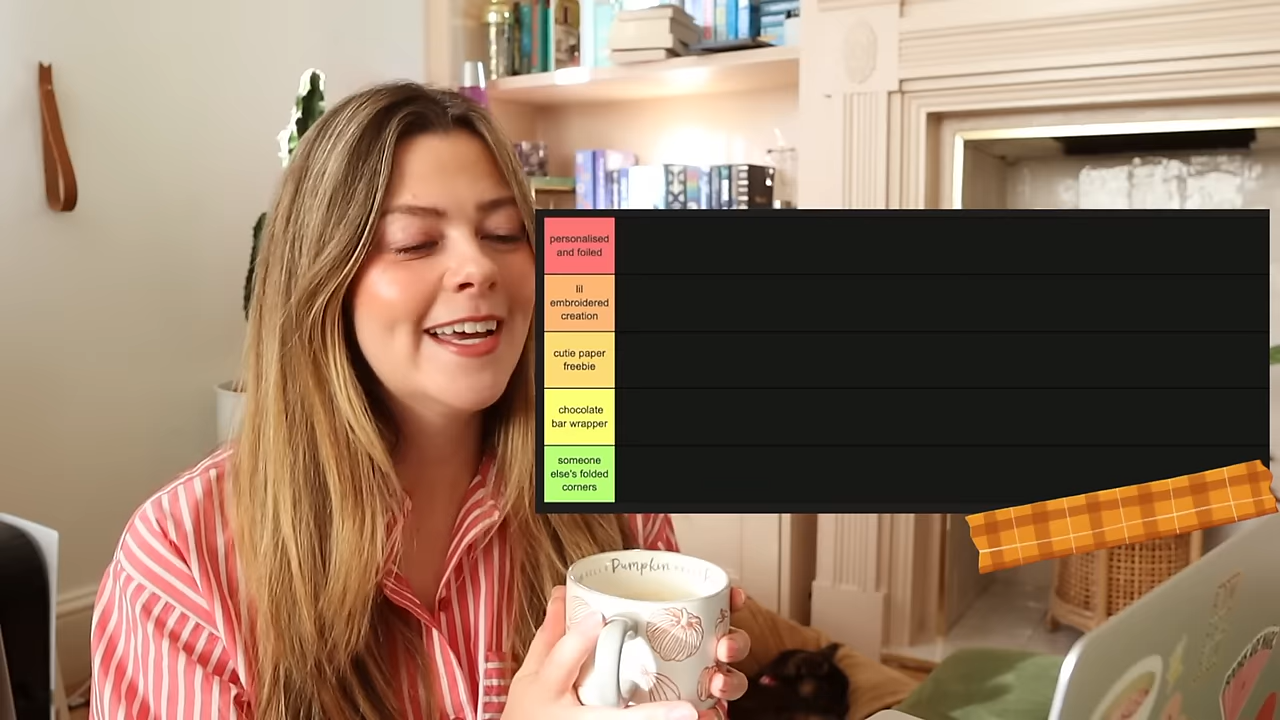 personalised
and foiled
lil
embroidered
creation
cutie paper
freebie
chocolate
bar wrapper
someone
else's folded
corners
Pumpkin